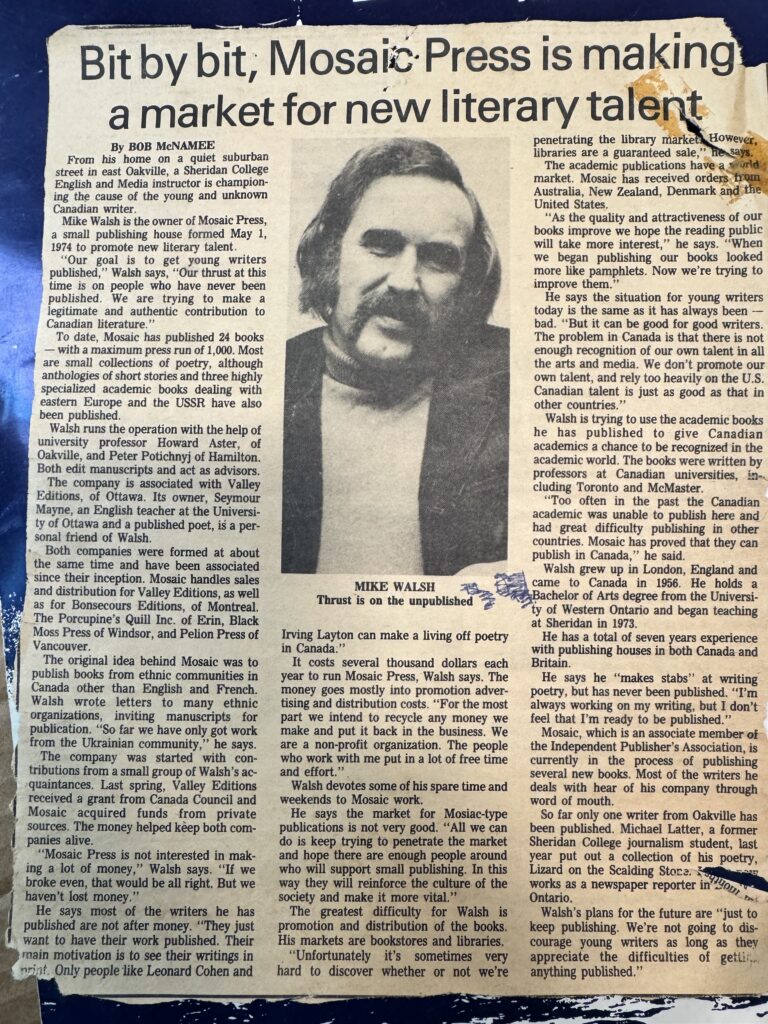 Bit by bit, Mosaic Press is making
a market for new literary talent
By BOB McNAMEE
From his home on a quiet suburban
street in east Oakville, a Sheridan College
English and Media instructor is champion-
ing the cause of the young and unknown
Canadian writer.
Mike Walsh is the owner of Mosaic Press,
a small publishing house formed May 1,
1974 to promote new literary talent.
"Our goal is to get young writers
published," Walsh says, "Our thrust at this
time is on people who have never been
published. We are trying to make a
legitimate and authentic contribution to
Canadian literature."
To date, Mosaic has published 24 books
— with a maximum press run of 1,000. Most
are small collections of poetry, although
anthologies of short stories and three highly
specialized academic books dealing with
eastern Europe and the USSR have also
been published.
Walsh runs the operation with the help of
university professor Howard Aster, of
Oakville, and Peter Potichnyj of Hamilton.
Both edit manuscripts and act as advisors.
The company is associated with Valley
Editions, of Ottawa. Its owner, Seymour
Mayne, an English teacher at the Universi-
ty of Ottawa and a published poet, is a per-
sonal friend of Walsh.
Both companies were formed at about
the same time and have been associated
since their inception. Mosaic handles sales
and distribution for Valley Editions, as well
as for Bonsecours Editions, of Montreal.
The Porcupine's Quill Inc. of Erin, Black
Moss Press of Windsor, and Pelion Press of
Vancouver.
The original idea behind Mosaic was to
publish books from ethnic communities in
Canada other than English and French.
Walsh wrote letters to many ethnic
organizations, inviting manuscripts for
publication. "So far we have only got work
from the Ukrainian community," he says.
The company was started with con-
tributions from a small group of Walsh's ac-
quaintances. Last spring, Valley Editions
received a grant from Canada Council and
Mosaic acquired funds from private
sources. The money helped keep both com-
panies alive.
"Mosaic Press is not interested in mak-
ing a lot of money," Walsh says. "If we
broke even, that would be all right. But we
haven't lost money."
He says most of the writers he has
published are not after money. "They just
want to have their work published. Their
main motivation is to see their writings in
print. Only people like Leonard Cohen and
MIKE WALSH
Thrust is on the unpublished
Irving Layton can make a living off poetry
in Canada."
It costs several thousand dollars each
year to run Mosaic Press, Walsh says. The
money goes mostly into promotion adver-
tising and distribution costs. "For the most
part we intend to recycle any money we
make and put it back in the business. We
are a non-profit organization. The people
who work with me put in a lot of free time
and effort."
Walsh devotes some of his spare time and
weekends to Mosaic work.
He says the market for Mosiac-type
publications is not very good. "All we can
do is keep trying to penetrate the market
and hope there are enough people around
who will support small publishing. In this
way they will reinforce the culture of the
society and make it more vital."
The greatest difficulty for Walsh is
promotion and distribution of the books.
His markets are bookstores and libraries.
"Unfortunately it's sometimes very
hard to discover whether or not we're
penetrating the library market. However,
libraries are a guaranteed sale," he says.
The academic publications have a world
market. Mosaic has received orders from
Australia, New Zealand, Denmark and the
United States.
"As the quality and attractiveness of our
books improve we hope the reading public
will take more interest," he says. "When
we began publishing our books looked
more like pamphlets. Now we're trying to
improve them."
He says the situation for young writers
today is the same as it has always been —
bad. "But it can be good for good writers.
The problem in Canada is that there is not
enough recognition of our own talent in all
the arts and media. We don't promote our
own talent, and rely too heavily on the U.S.
Canadian talent is just as good as that in
other countries."
Walsh is trying to use the academic books
he has published to give Canadian
academics a chance to be recognized in the
academic world. The books were written by
professors at Canadian universities, in-
cluding Toronto and McMaster.
"Too often in the past the Canadian
academic was unable to publish here and
had great difficulty publishing in other
countries. Mosaic has proved that they can
publish in Canada," he said.
Walsh grew up in London, England and
came to Canada in 1956. He holds a
Bachelor of Arts degree from the Universi-
ty of Western Ontario and began teaching
at Sheridan in 1973.
He has a total of seven years experience
with publishing houses in both Canada and
Britain.
He says he "makes stabs" at writing
poetry, but has never been published. "I'm
always working on my writing, but I don't
feel that I'm ready to be published."
Mosaic, which is an associate member of
the Independent Publisher's Association, is
currently in the process of publishing
several new books. Most of the writers he
deals with hear of his company through
word of mouth.
So far only one writer from Oakville has
been published. Michael Latter, a former
Sheridan College journalism student, last
year put out a collection of his poetry,
Lizard on the Scalding Stone.
works as a newspaper reporter in
Ontario.
Walsh's plans for the future are "just to
keep publishing. We're not going to dis-
courage young writers as long as they
appreciate the difficulties of getting
anything published."